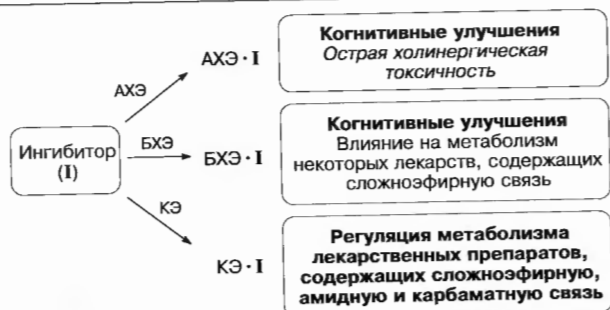 Когнитивные улучшения
Острая холинергическая
токсичность
АХЭ · I
АХЭ
Когнитивные улучшения
Влияние на метаболизм
некоторых лекарств, содержащих
сложноэфирную связь
Ингибитор
(I)
БХЭ
БХЭ · I
КЭ
КЭ · I
Регуляция метаболизма
лекарственных препаратов,
содержащих сложноэфирную,
амидную и карбаматную связь